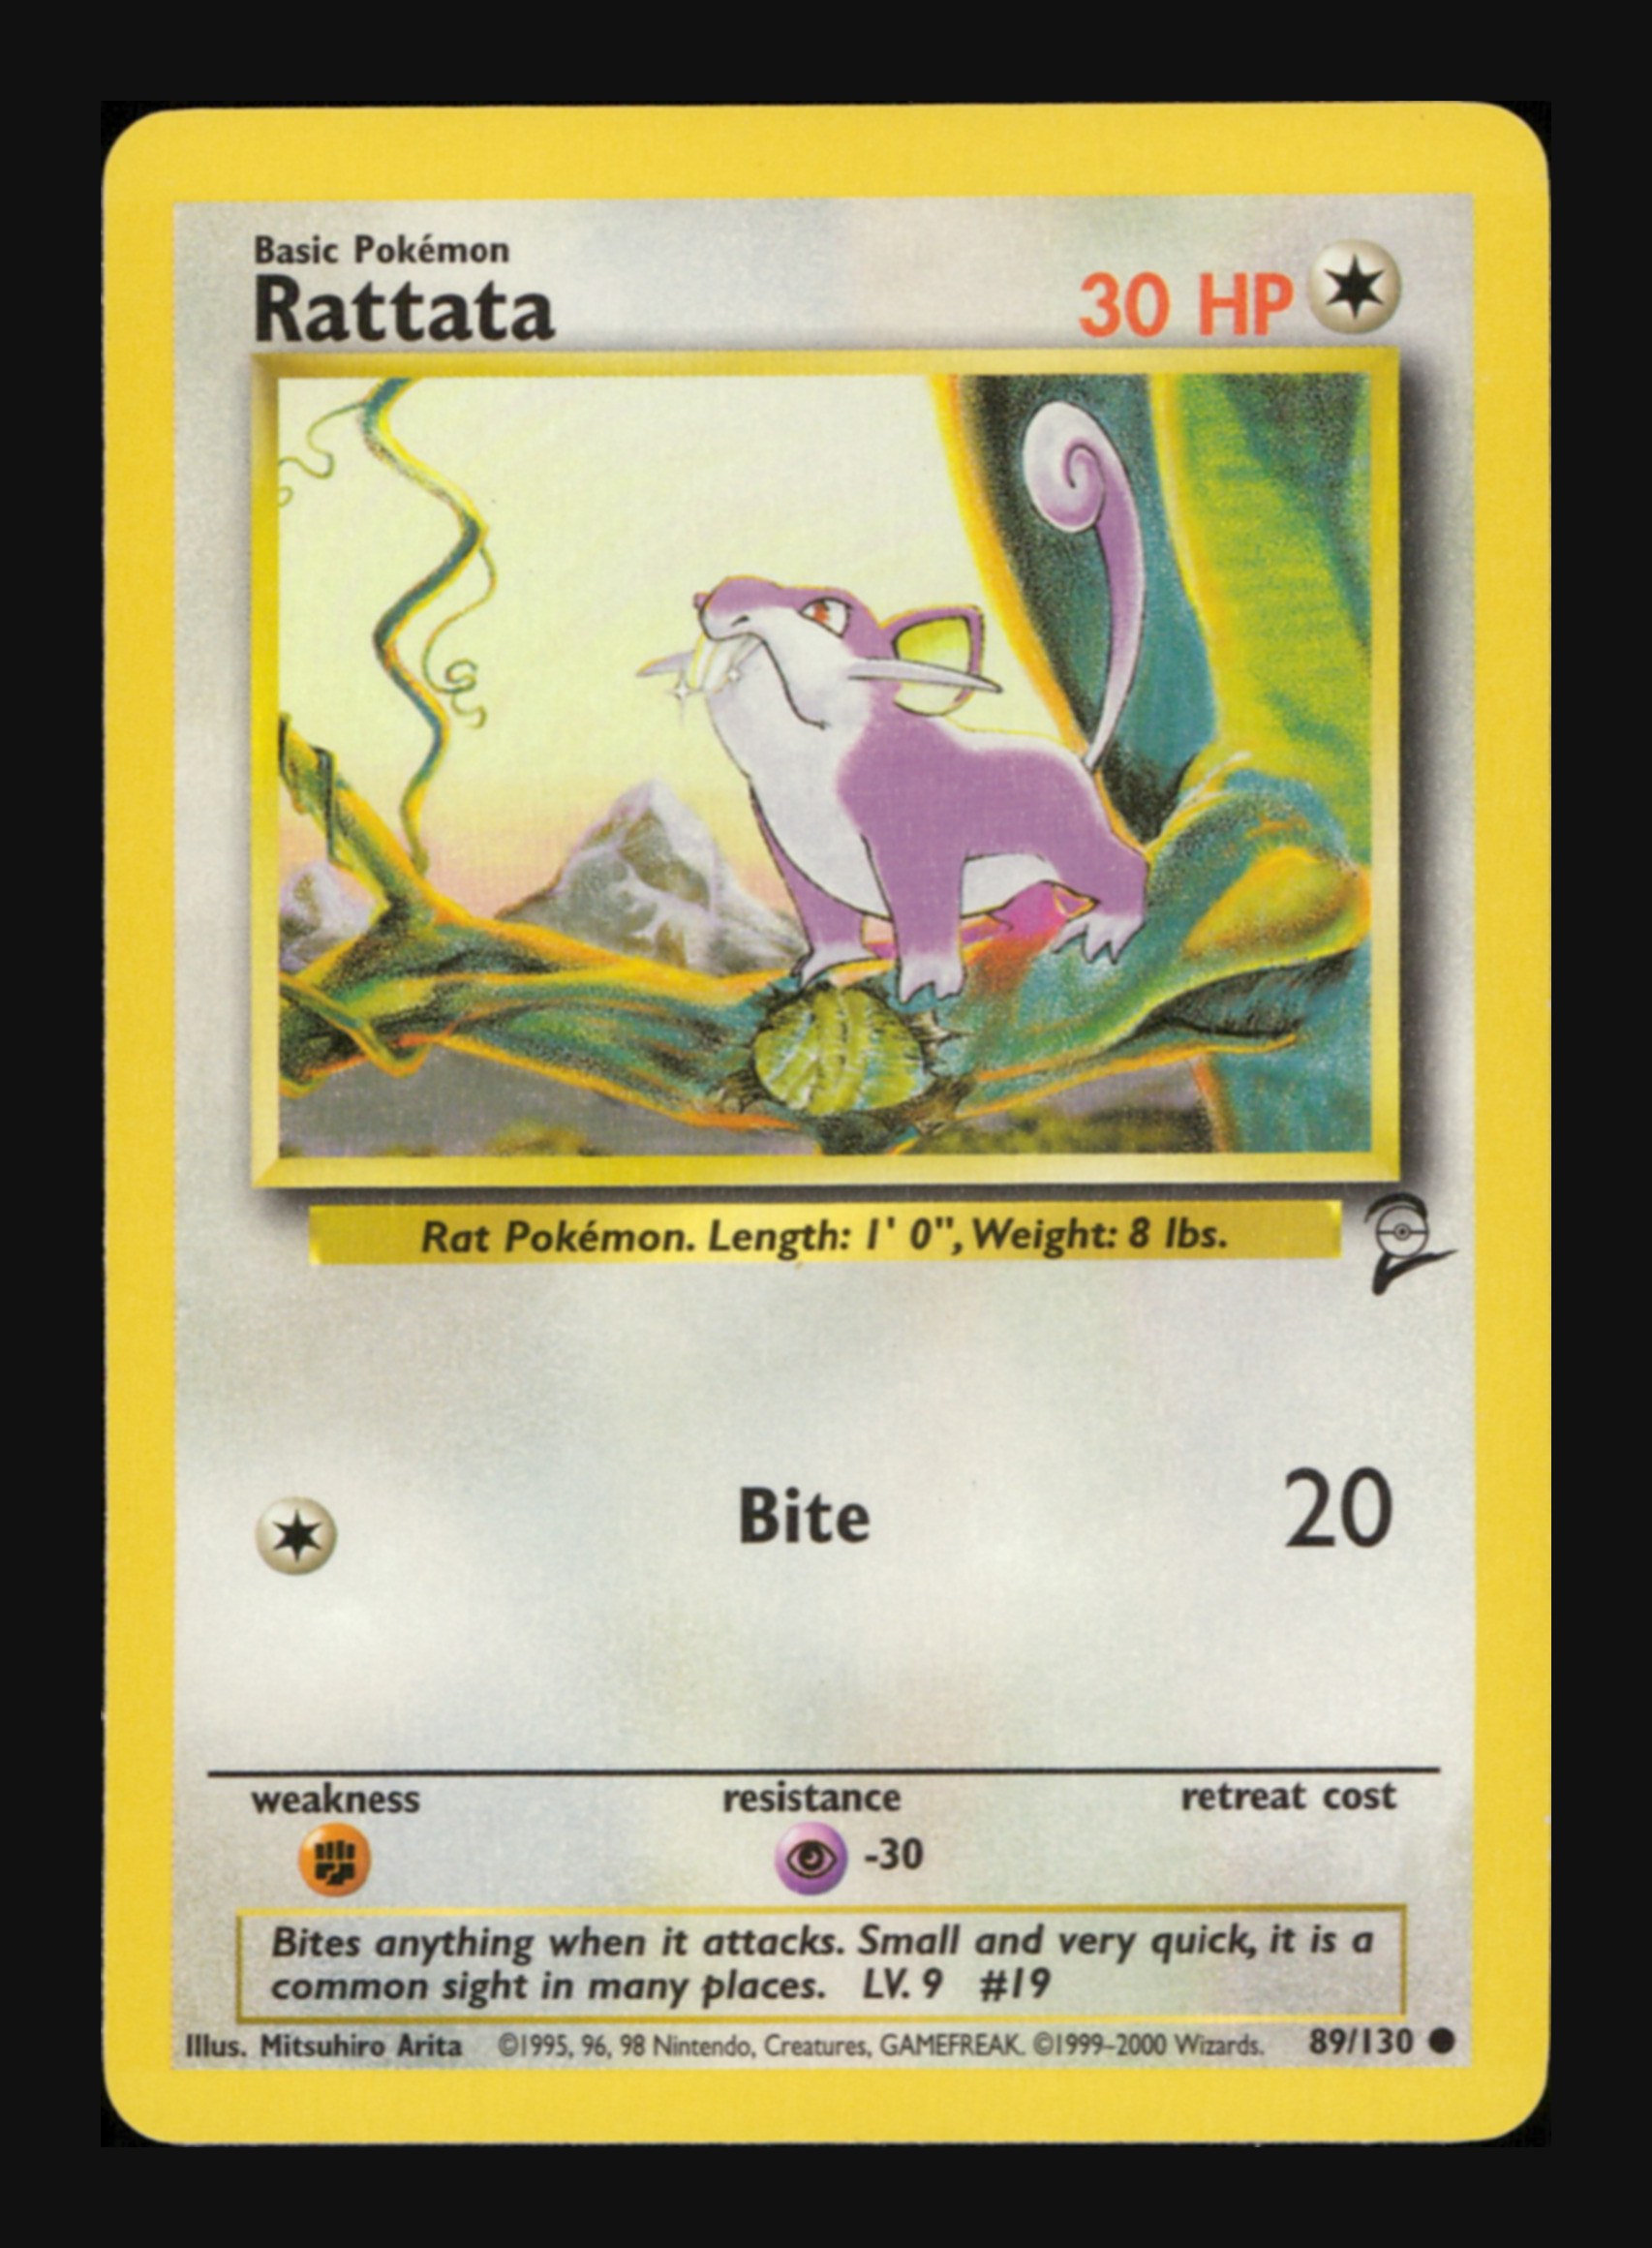 Basic Pokémon
Rattata
30 HP
Rat Pokémon. Length: 1' 0", Weight: 8 lbs.
Bite 20
weakness resistance retreat cost
-30
Bites anything when it attacks. Small and very quick, it is a
common sight in many places. LV. 9 #19
Illus. Mitsuhiro Arita ©1995, 96, 98 Nintendo, Creatures, GAMEFREAK. ©1999-2000 Wizards. 89/130